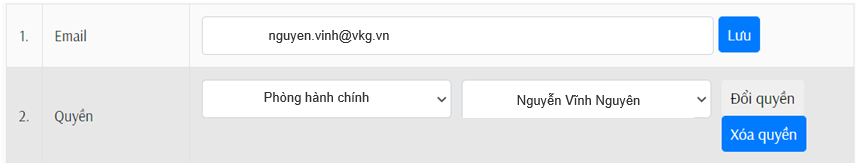 1. Email nguyen.vinh@vkg.vn Lưu
2. Quyền Phòng hành chính Nguyễn Vĩnh Nguyên Đổi quyền
Xóa quyền